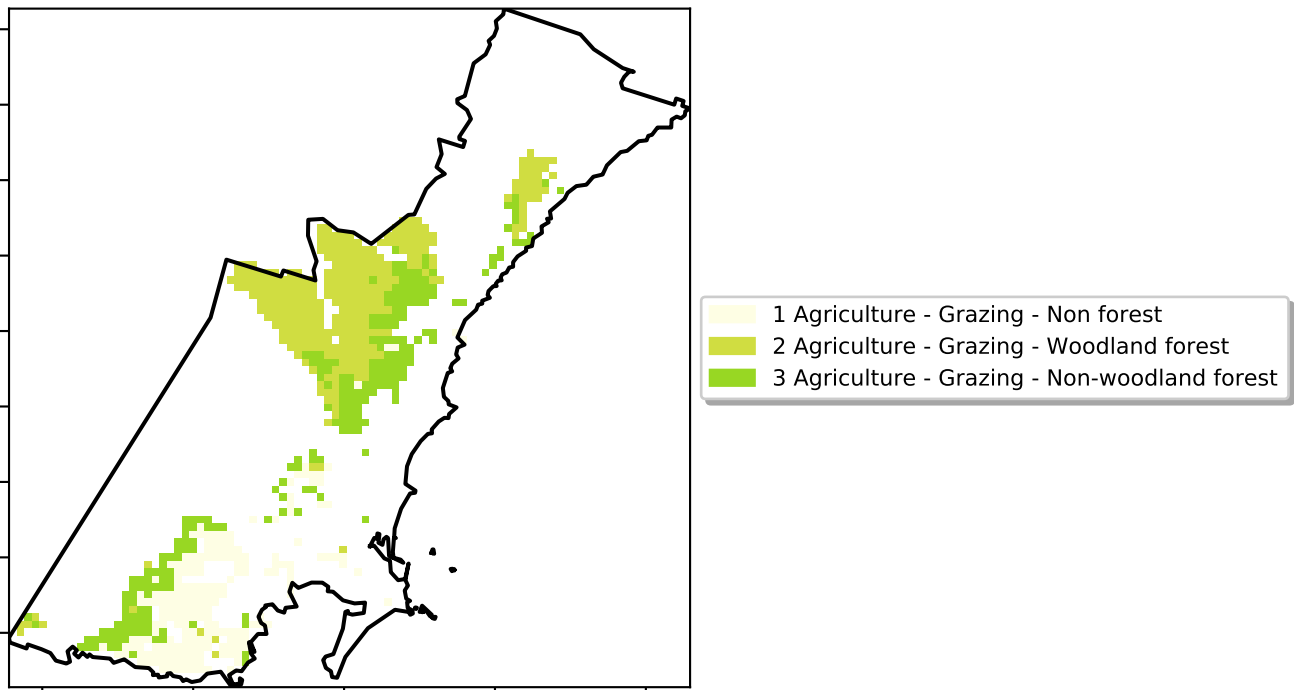 1 Agriculture - Grazing - Non forest
2 Agriculture - Grazing - Woodland forest
3 Agriculture - Grazing - Non-woodland forest